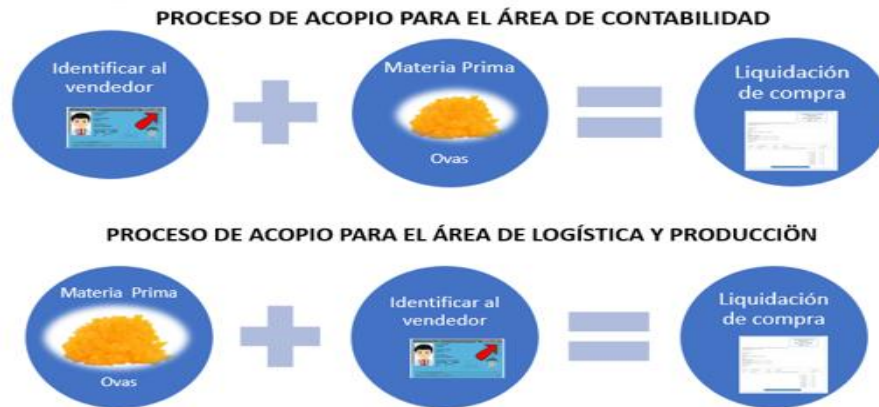 PROCESO DE ACOPIO PARA EL ÁREA DE CONTABILIDAD
Identificar al
vendedor
Materia Prima
Ovas
Liquidación
de compra
PROCESO DE ACOPIO PARA EL ÁREA DE LOGÍSTICA Y PRODUCCIÖN
Materia Prima
Ovas
Identificar al
vendedor
Liquidación
de compra